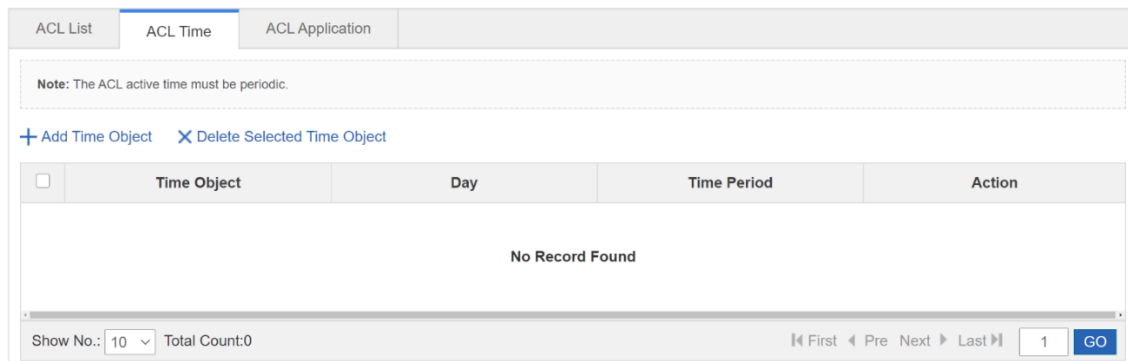 ACL List ACL Time ACL Application
Note: The ACL active time must be periodic.
Add Time Object Delete Selected Time Object
Time Object Day Time Period Action
No Record Found
Show No.: 10 Total Count:0 First Pre Next Last 1 GO